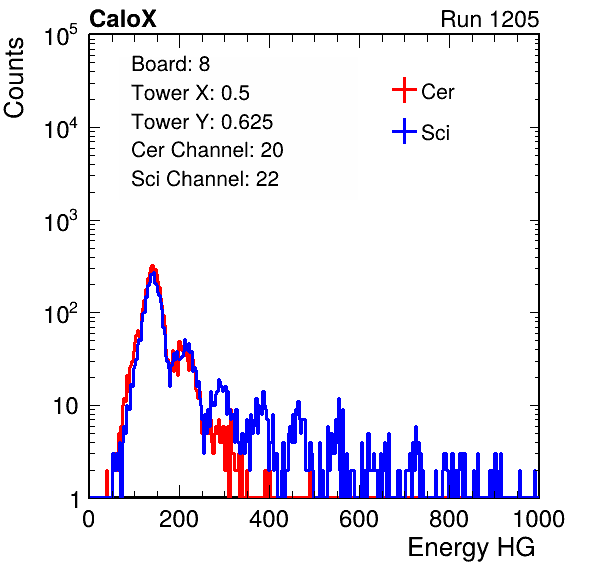 CaloX Run 1205
Counts
Board: 8
Tower X: 0.5
Tower Y: 0.625
Cer Channel: 20
Sci Channel: 22
Cer
Sci
10^5
10^4
10^3
10^2
10
1
0 200 400 600 800 1000
Energy HG